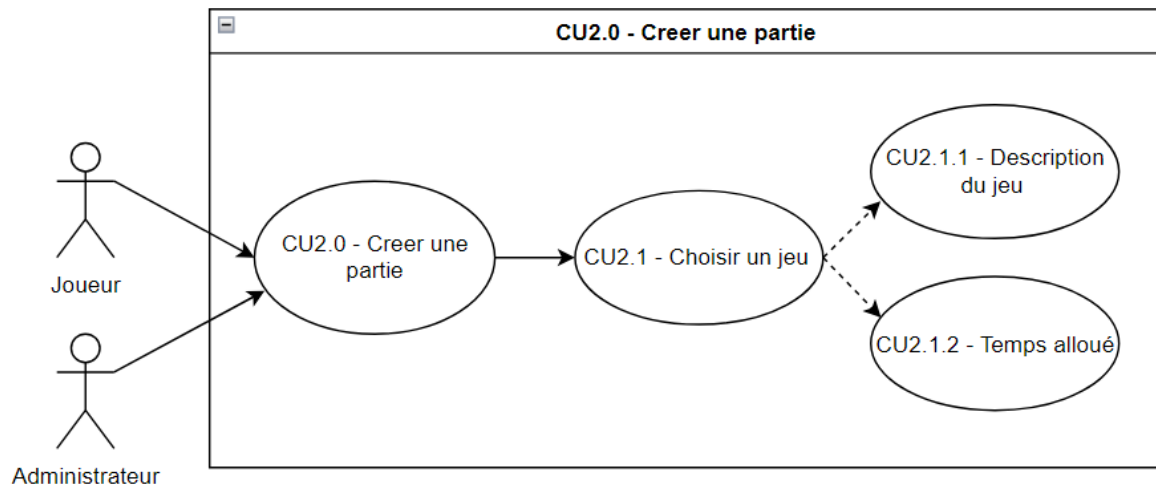 CU2.0 - Creer une partie
CU2.1.1 - Description
du jeu
CU2.0 - Creer une
partie
CU2.1 - Choisir un jeu
Joueur
CU2.1.2 - Temps alloué
Administrateur